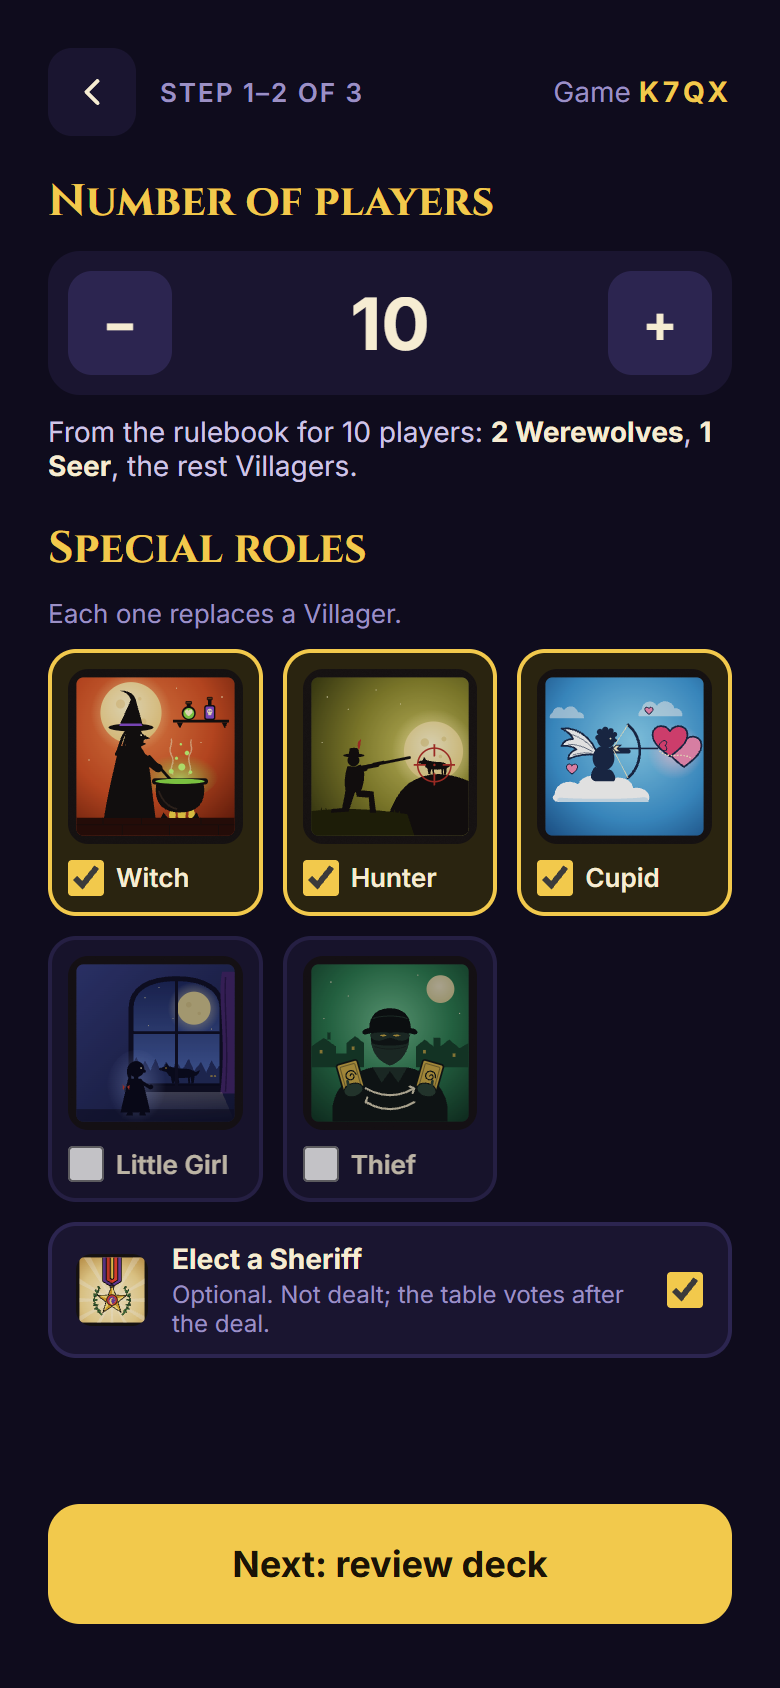 STEP 1–2 OF 3
Game K7QX
Number of players
− 10 +
From the rulebook for 10 players: 2 Werewolves, 1
Seer, the rest Villagers.
Special roles
Each one replaces a Villager.
Witch
Hunter
Cupid
Little Girl
Thief
Elect a Sheriff
Optional. Not dealt; the table votes after
the deal.
Next: review deck